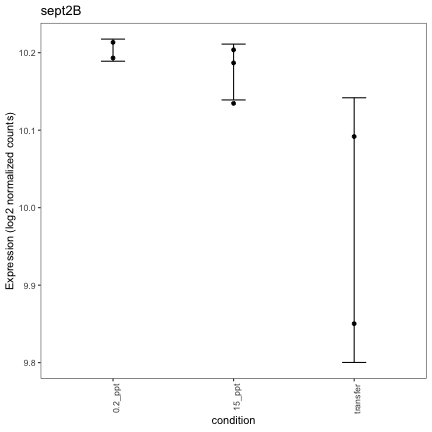 sept2B
Expression (log2 normalized counts)
10.2
10.1
10.0
9.9
9.8
0.2_ppt
15_ppt
transfer
condition